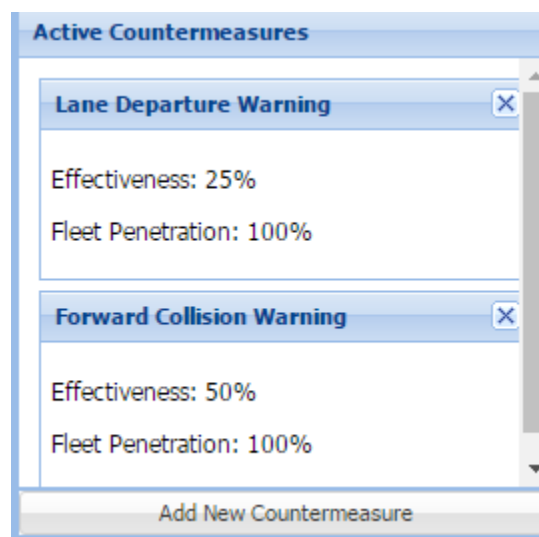 Active Countermeasures
Lane Departure Warning
Effectiveness: 25%
Fleet Penetration: 100%
Forward Collision Warning
Effectiveness: 50%
Fleet Penetration: 100%
Add New Countermeasure